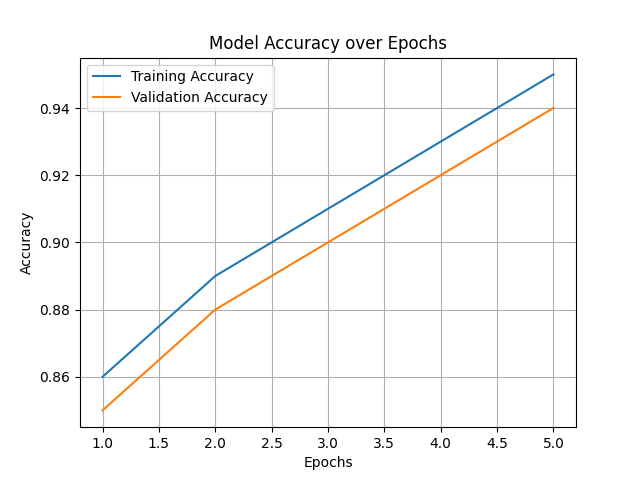 Model Accuracy over Epochs
Training Accuracy
Validation Accuracy
Accuracy
0.94
0.92
0.90
0.88
0.86
1.0 1.5 2.0 2.5 3.0 3.5 4.0 4.5 5.0
Epochs